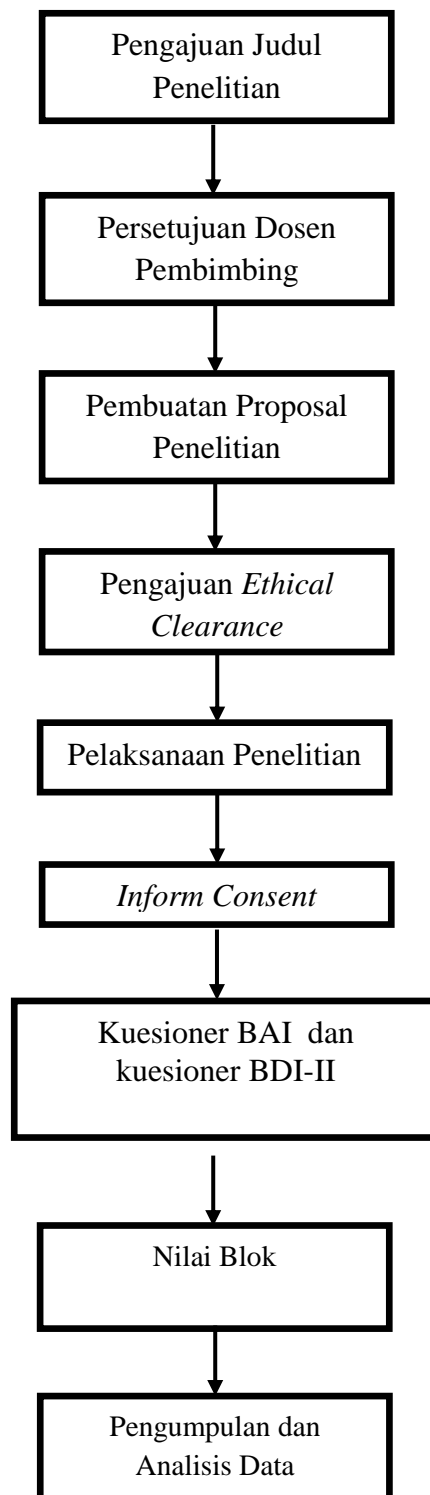 Pengajuan Judul
Penelitian
Persetujuan Dosen
Pembimbing
Pembuatan Proposal
Penelitian
Pengajuan Ethical
Clearance
Pelaksanaan Penelitian
Inform Consent
Kuesioner BAI dan
kuesioner BDI-II
Nilai Blok
Pengumpulan dan
Analisis Data